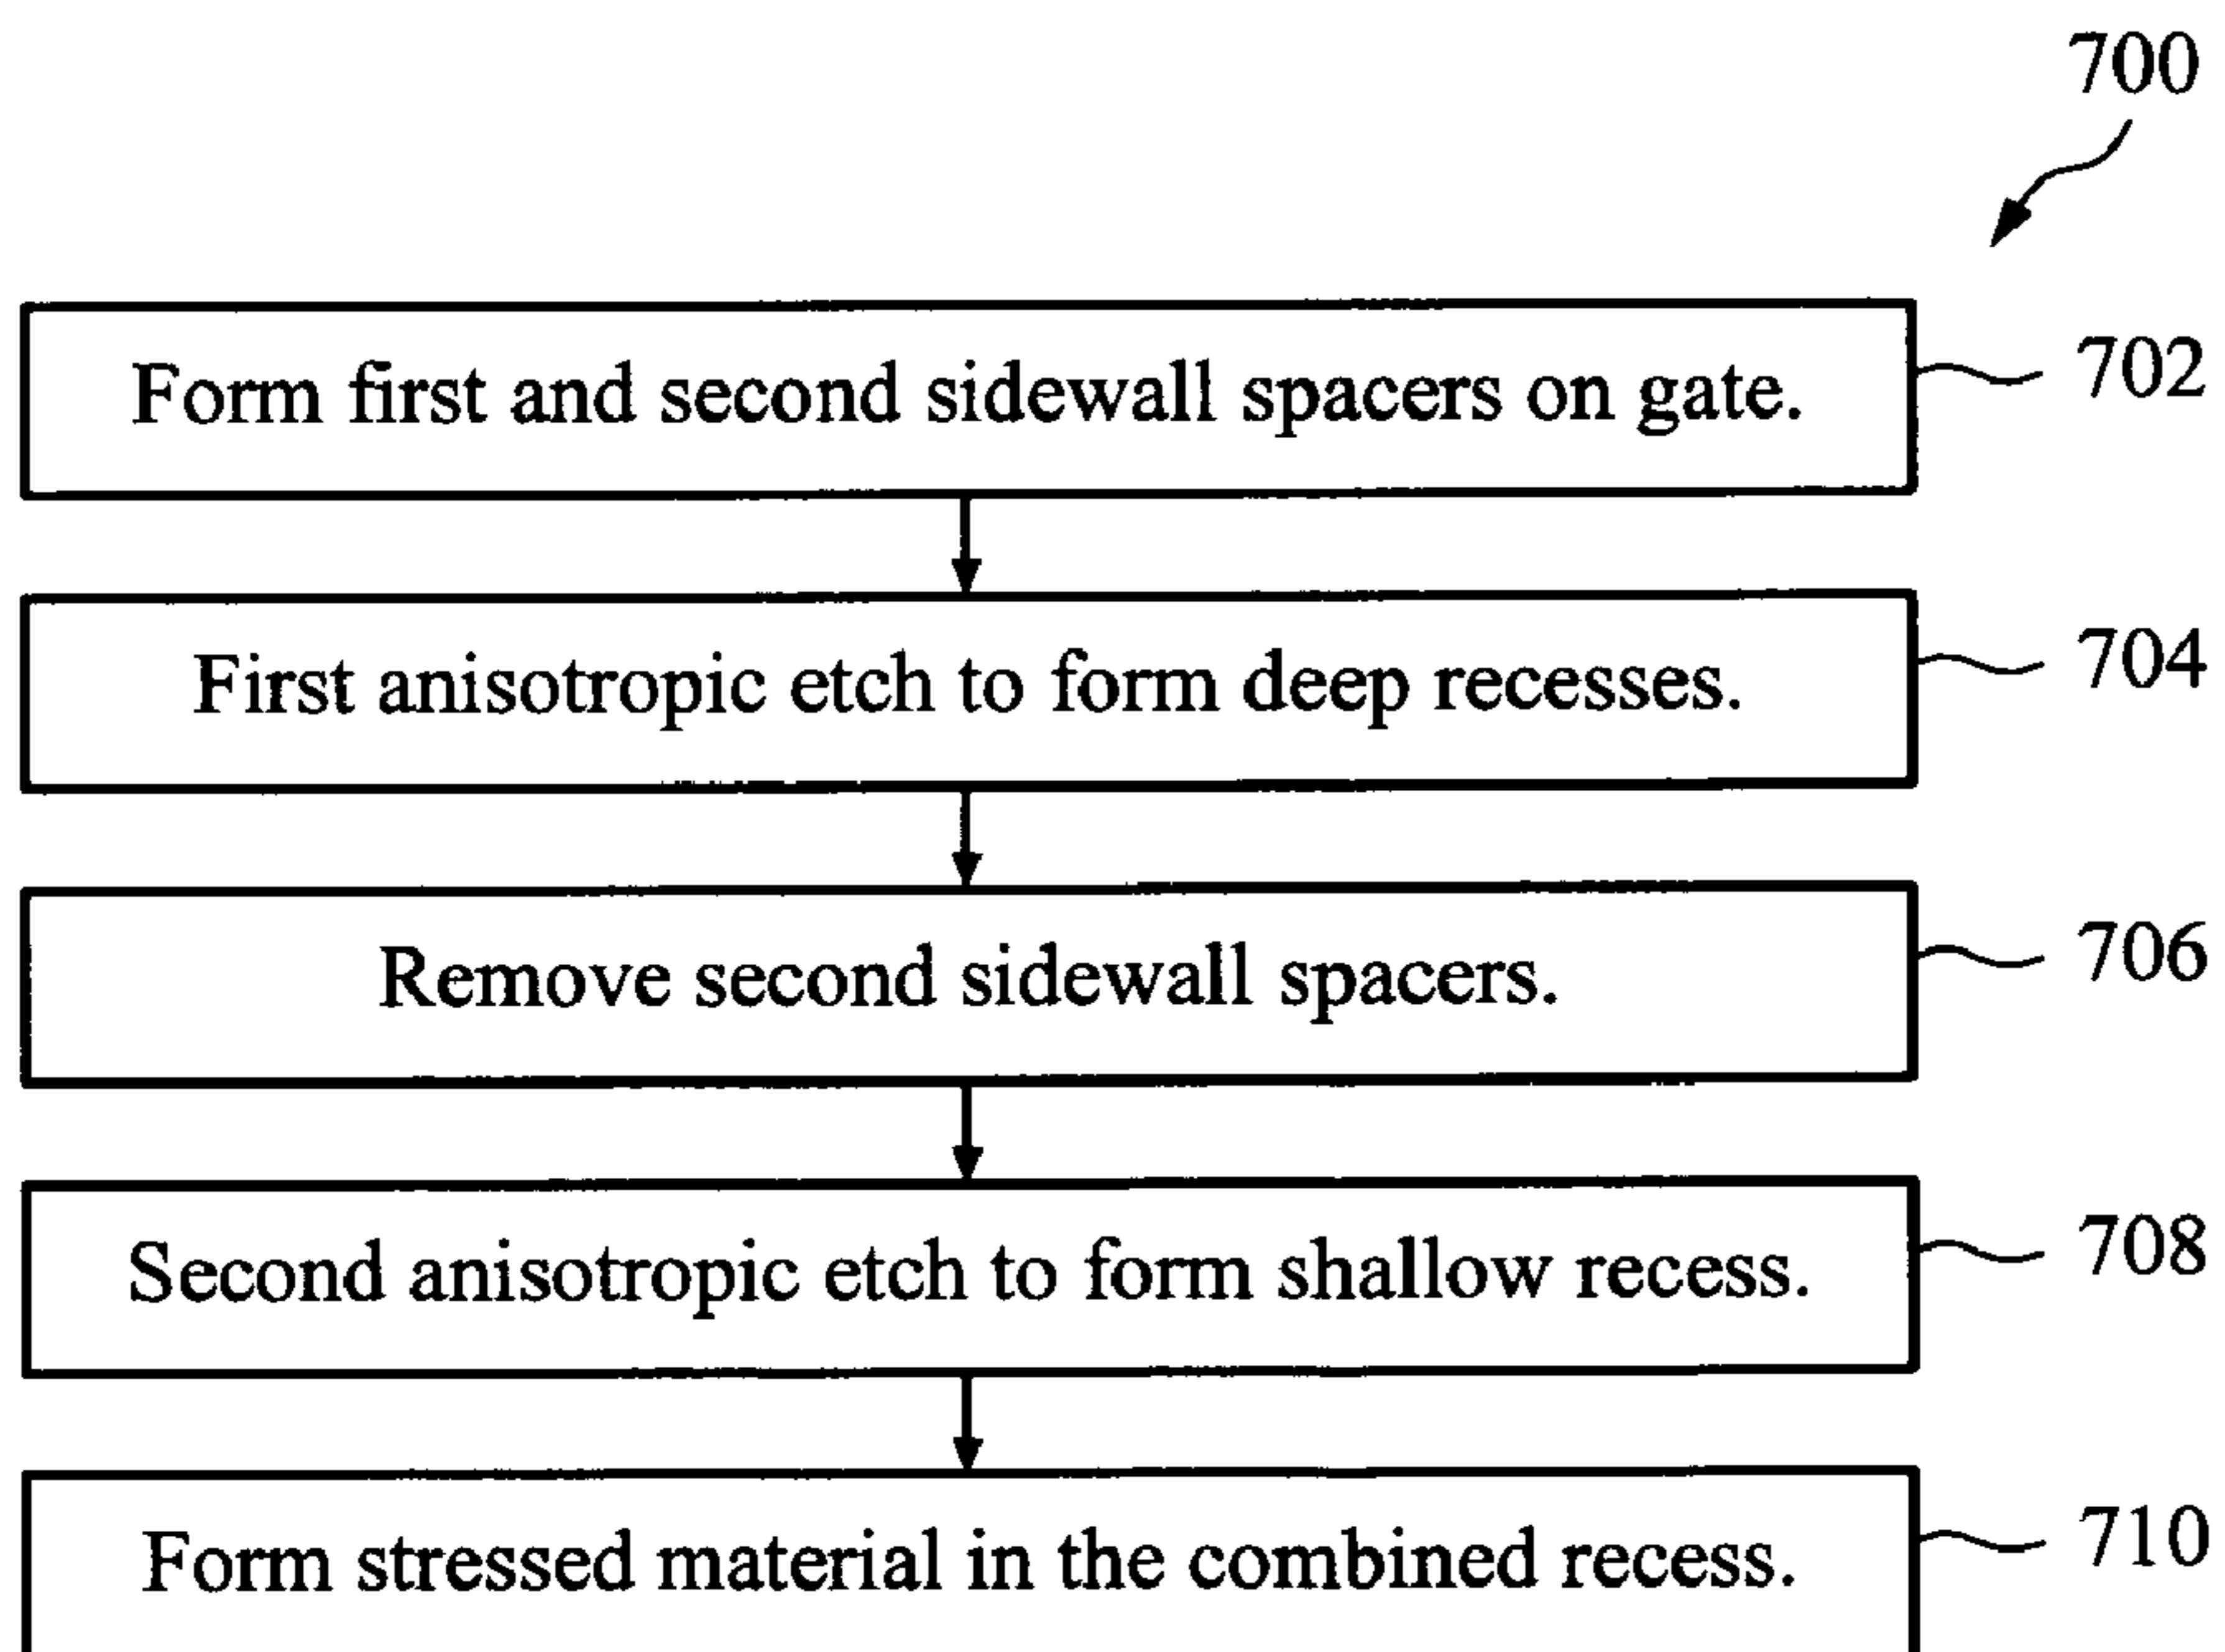 700
Form first and second sidewall spacers on gate.
702
First anisotropic etch to form deep recesses.
704
Remove second sidewall spacers.
706
Second anisotropic etch to form shallow recess.
708
Form stressed material in the combined recess.
710